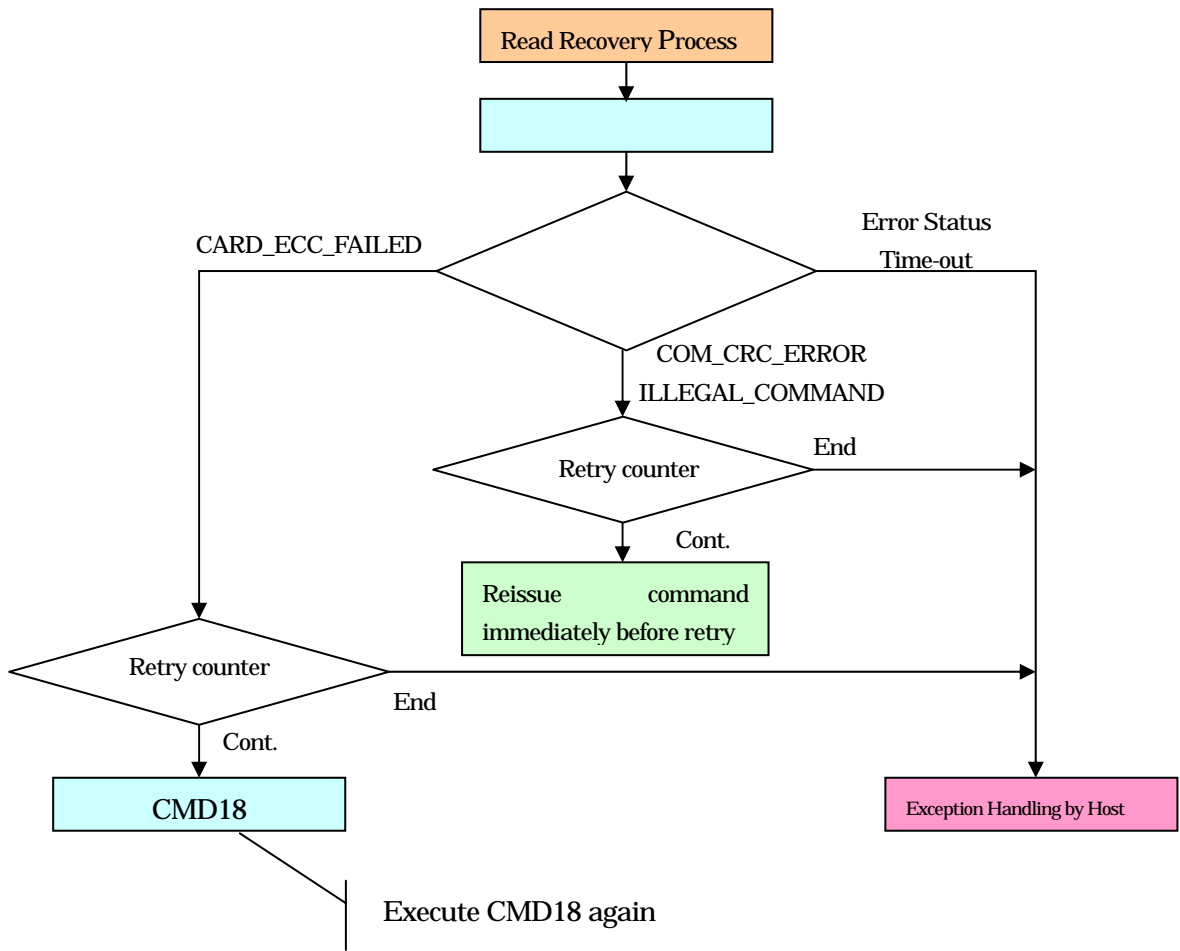 Read Recovery Process
CARD_ECC_FAILED
Error Status
Time-out
COM_CRC_ERROR
ILLEGAL_COMMAND
Retry counter
End
Cont.
Reissue command
immediately before retry
Retry counter
End
Cont.
CMD18
Exception Handling by Host
Execute CMD18 again